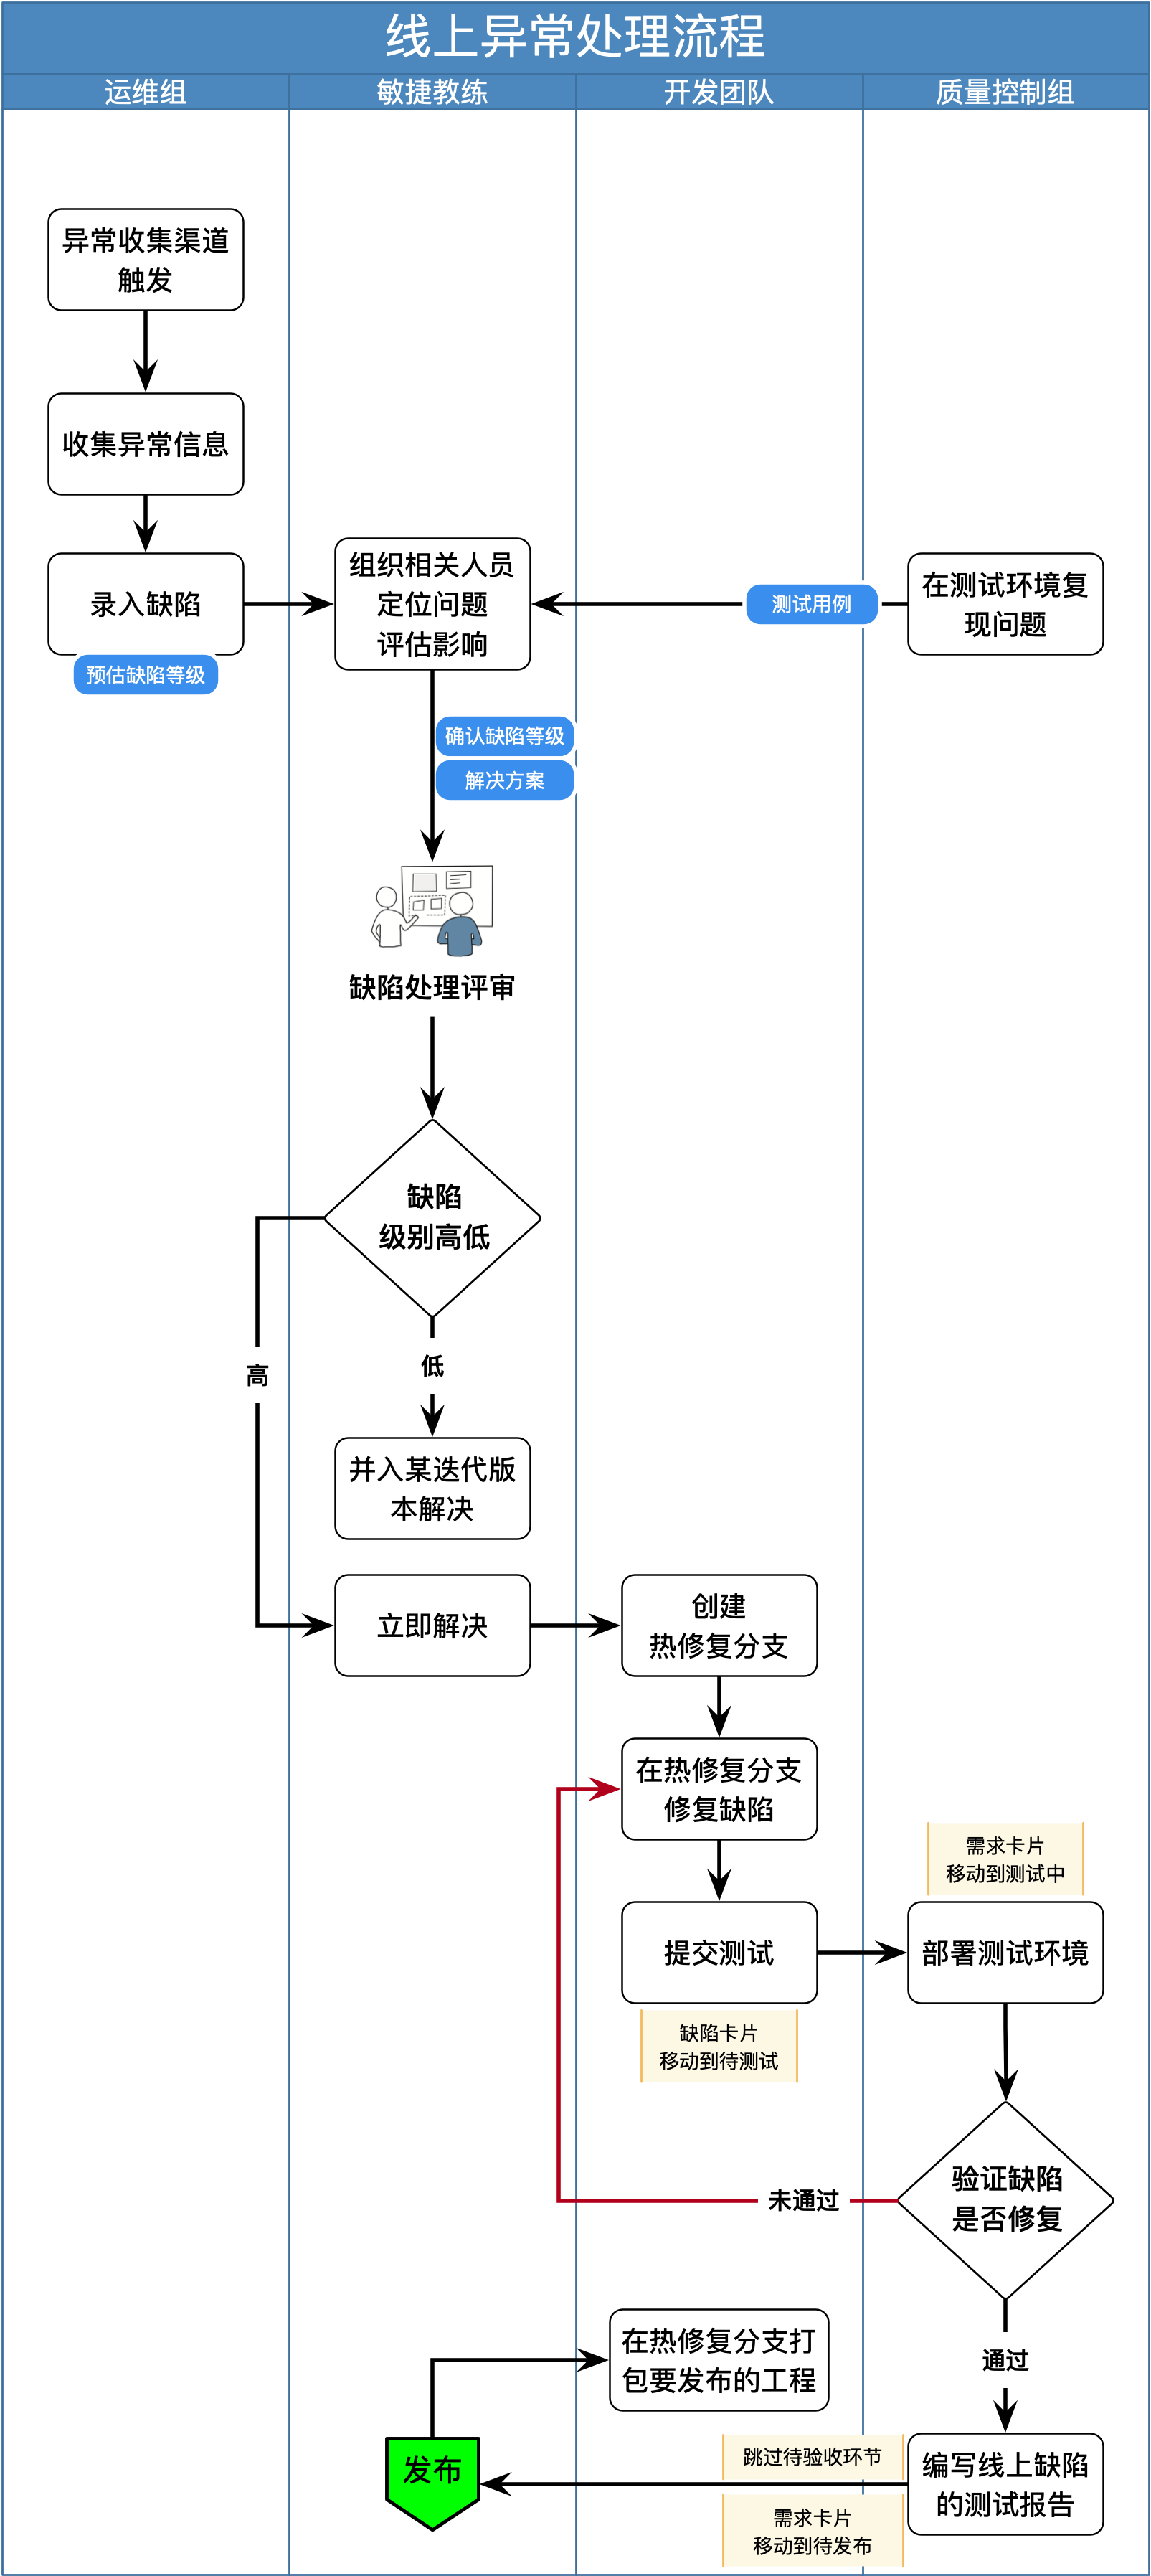 线上异常处理流程
运维组
敏捷教练
开发团队
质量控制组
异常收集渠道
触发
收集异常信息
录入缺陷
预估缺陷等级
组织相关人员
定位问题
评估影响
测试用例
在测试环境复
现问题
确认缺陷等级
解决方案
缺陷处理评审
缺陷
级别高低
高
低
并入某迭代版
本解决
立即解决
创建
热修复分支
在热修复分支
修复缺陷
需求卡片
移动到测试中
提交测试
部署测试环境
缺陷卡片
移动到待测试
验证缺陷
是否修复
未通过
通过
在热修复分支打
包要发布的工程
发布
跳过待验收环节
编写线上缺陷
的测试报告
需求卡片
移动到待发布